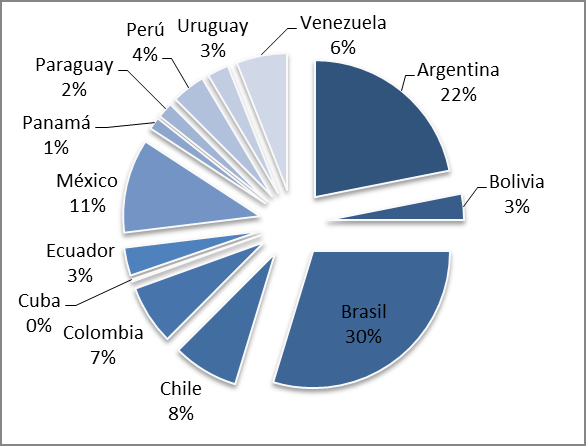 Venezuela
6%
Argentina
22%
Bolivia
3%
Brasil
30%
Chile
8%
Colombia
7%
Cuba
0%
Ecuador
3%
México
11%
Panamá
1%
Paraguay
2%
Perú
4%
Uruguay
3%